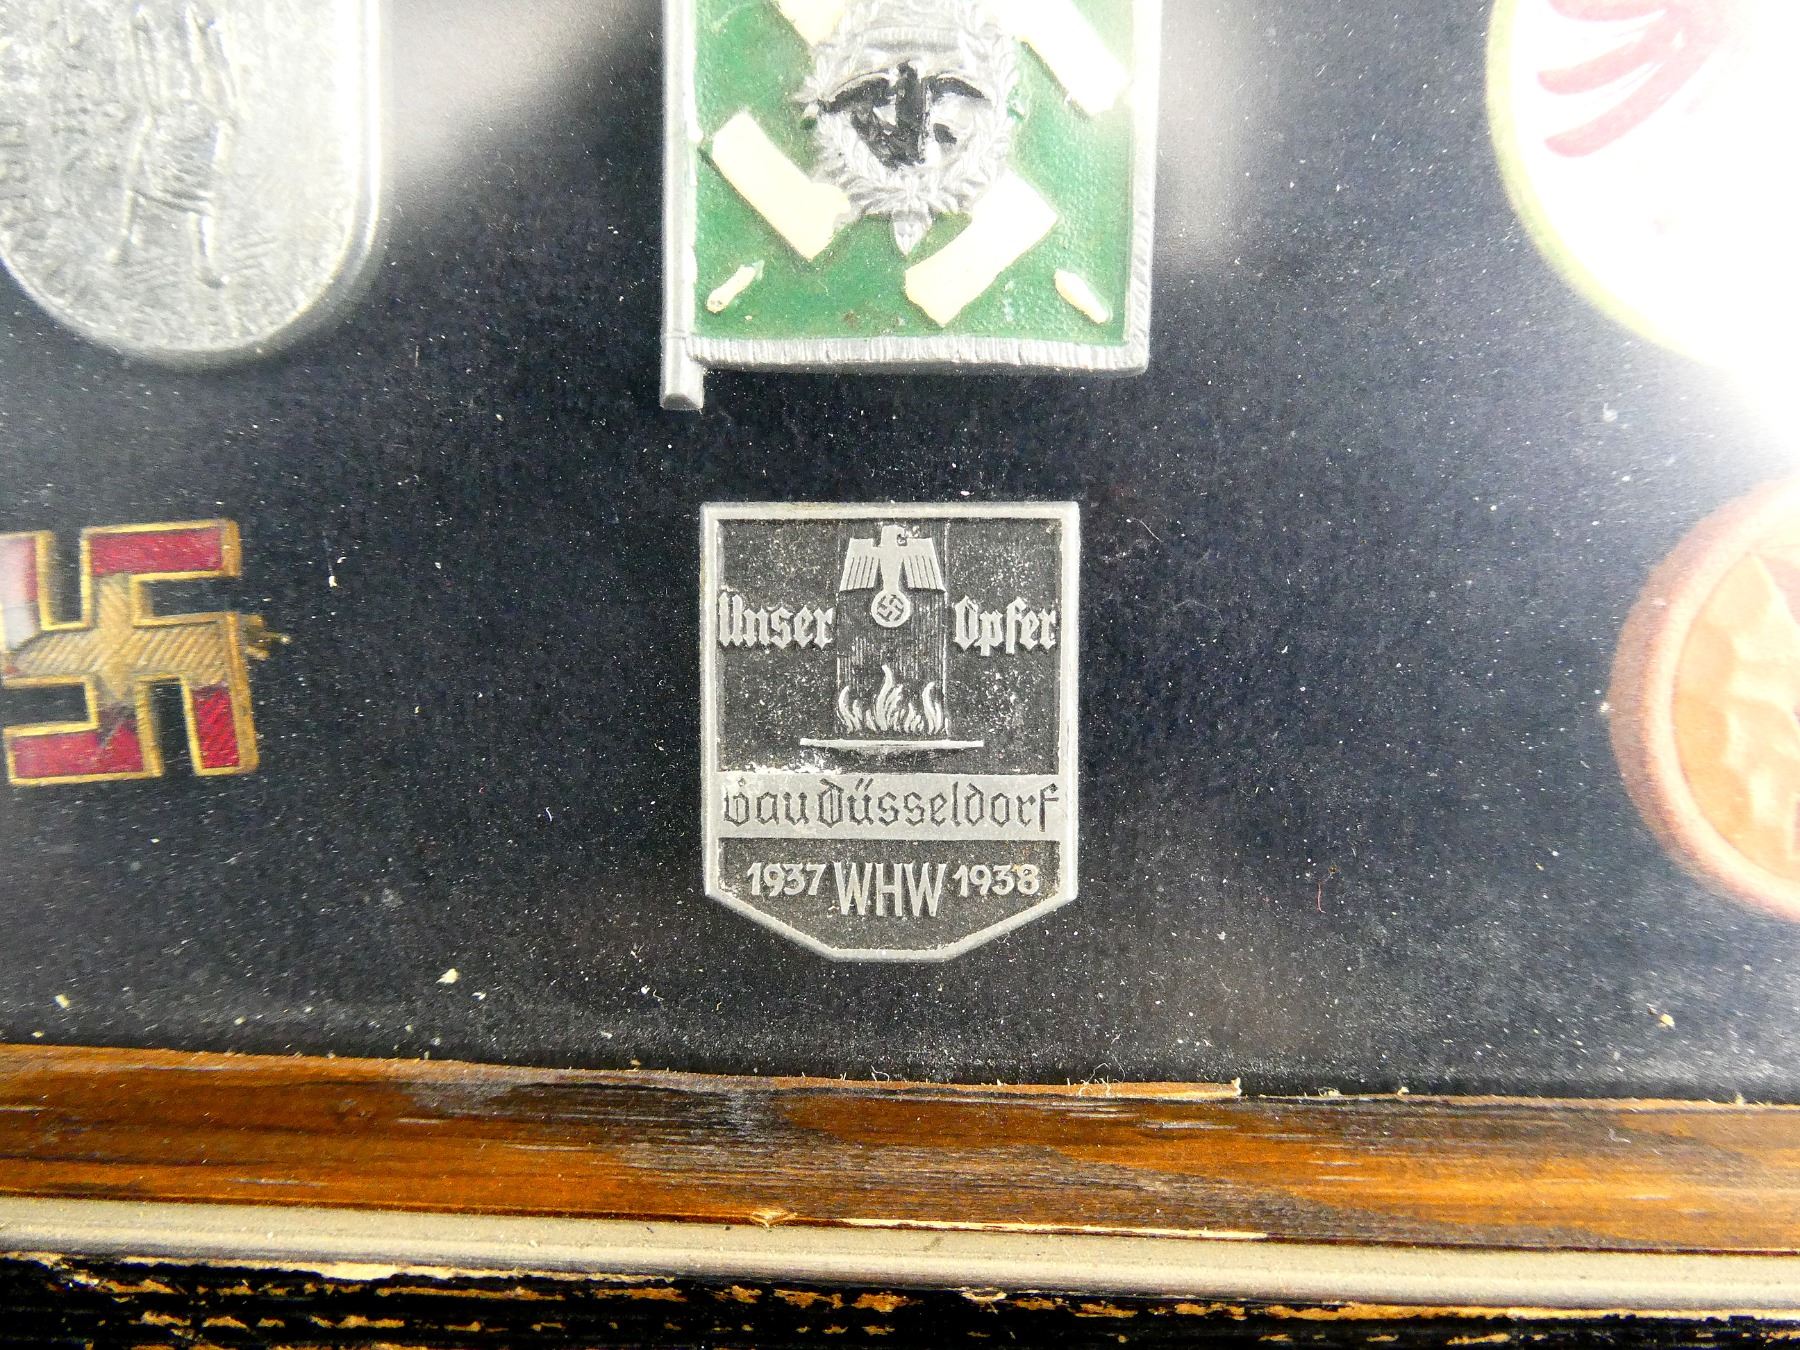 Unser Opfer
Gau Düsseldorf
1937 WHW 1938